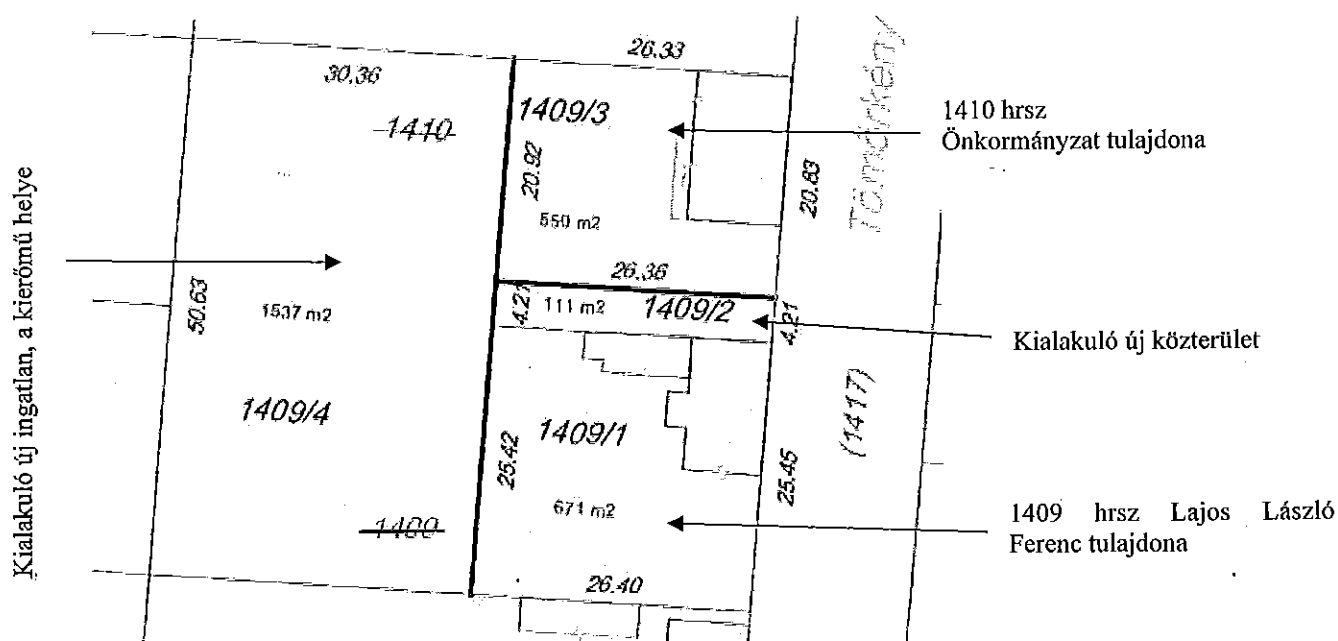 26.33
30.36
1409/3
1410
20.92
20.83
Tömörkény
550 m2
1410 hrsz
Önkormányzat tulajdona
Kialakuló új ingatlan, a kierőmű helye
50.63
1537 m2
26.36
4.21
111 m2
1409/2
4.21
Kialakuló új közterület
1409/4
1409/1
25.42
25.45
(1417)
671 m2
1409
1409 hrsz Lajos László
Ferenc tulajdona
26.40